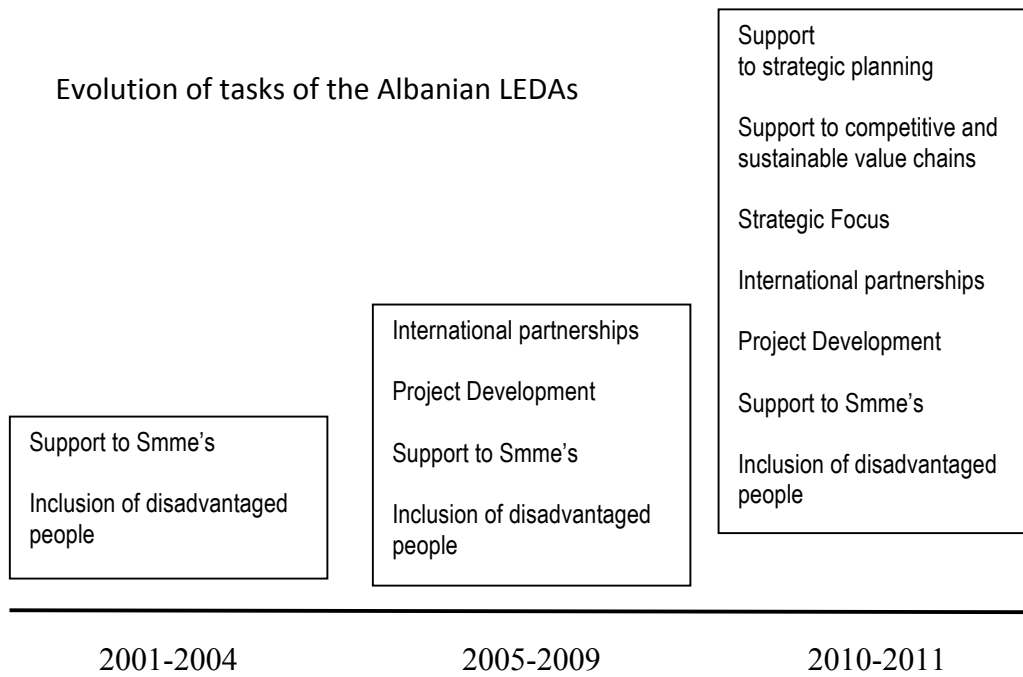 Evolution of tasks of the Albanian LEDAs
Support to Smme's
Inclusion of disadvantaged
people
International partnerships
Project Development
Support to Smme's
Inclusion of disadvantaged
people
Support
to strategic planning
Support to competitive and
sustainable value chains
Strategic Focus
International partnerships
Project Development
Support to Smme's
Inclusion of disadvantaged
people
2001-2004
2005-2009
2010-2011